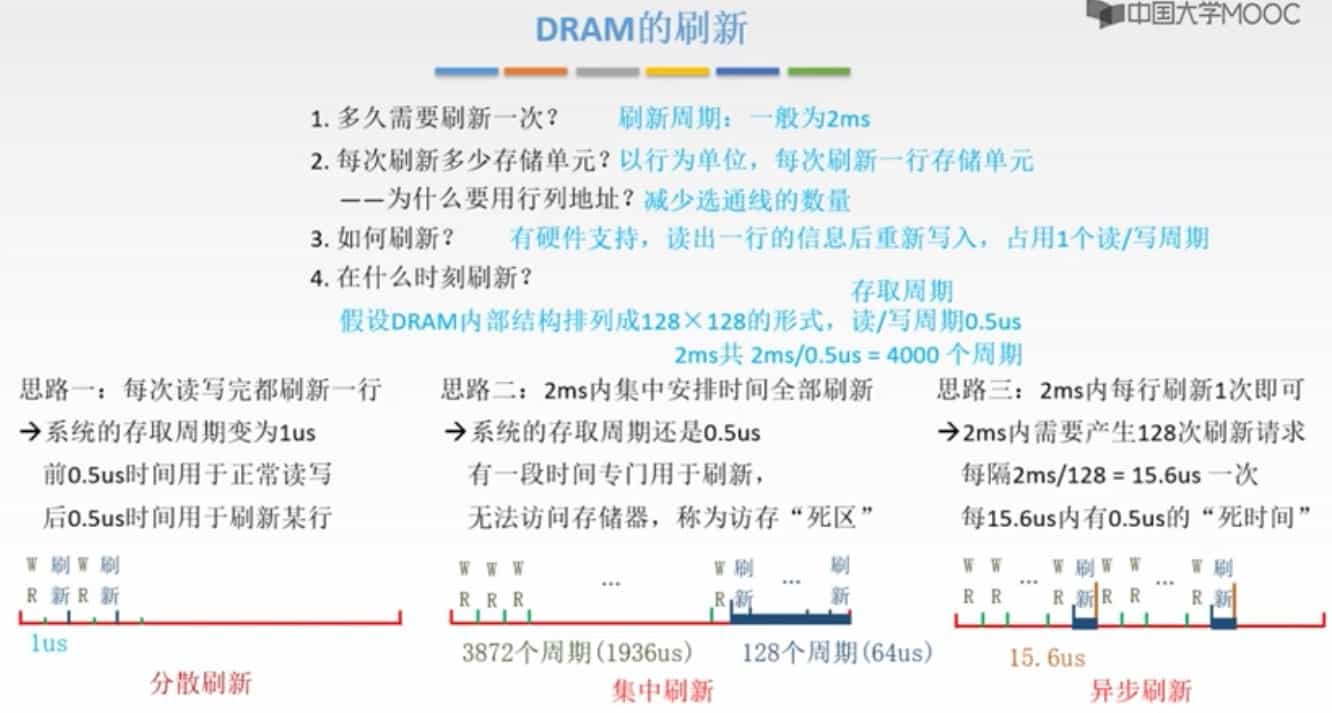 中国大学MOOC
DRAM的刷新
1. 多久需要刷新一次？ 刷新周期：一般为2ms
2. 每次刷新多少存储单元？以行为单位，每次刷新一行存储单元
——为什么要用行列地址？减少选通线的数量
3. 如何刷新？ 有硬件支持，读出一行的信息后重新写入，占用1个读/写周期
4. 在什么时刻刷新？
存取周期
假设DRAM内部结构排列成128×128的形式，读/写周期0.5us
2ms共 2ms/0.5us = 4000 个周期
思路一：每次读写完都刷新一行
→系统的存取周期变为1us
前0.5us时间用于正常读写
后0.5us时间用于刷新某行
W 刷 W 刷
R 新 R 新
1us
分散刷新
思路二：2ms内集中安排时间全部刷新
→系统的存取周期还是0.5us
有一段时间专门用于刷新，
无法访问存储器，称为访存“死区”
W W W ... W 刷 ... 刷
R R R R 新 新
3872个周期(1936us) 128个周期(64us)
集中刷新
思路三：2ms内每行刷新1次即可
→2ms内需要产生128次刷新请求
每隔2ms/128 = 15.6us 一次
每15.6us内有0.5us的“死时间”
W W ... W 刷 W W ... W 刷
R R R 新 R R R 新
15.6us
异步刷新